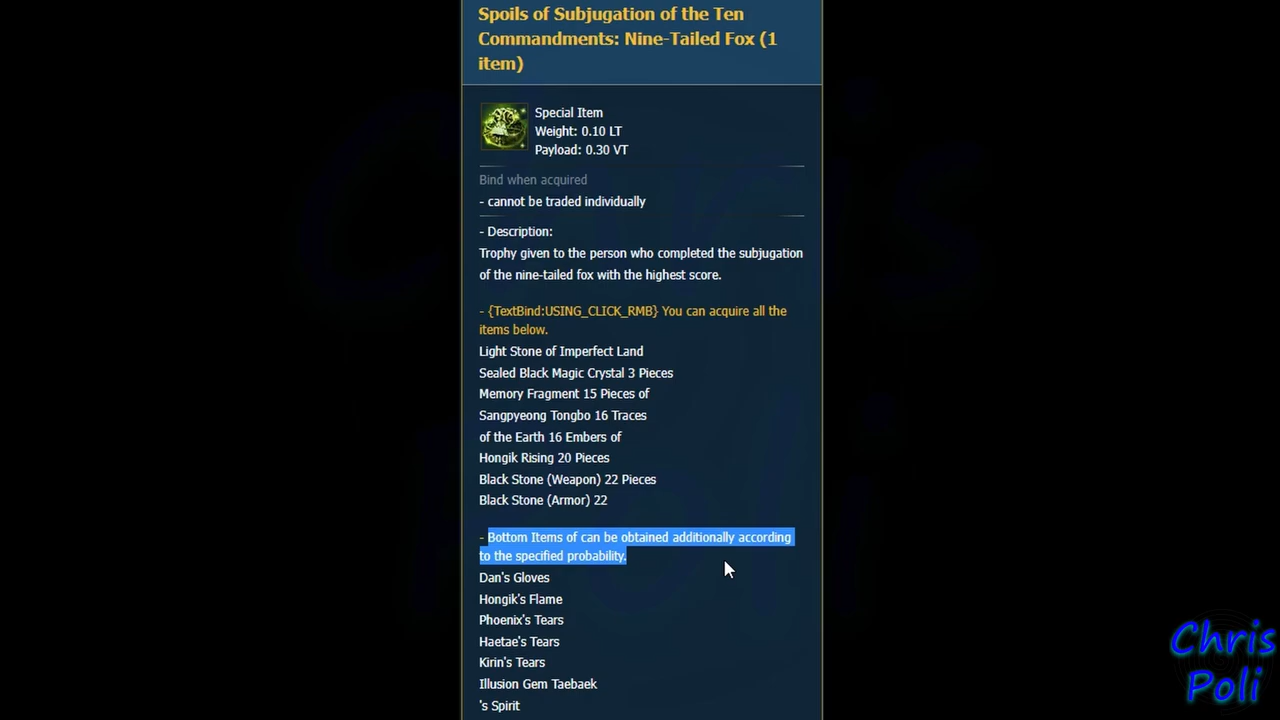 Spoils of Subjugation of the Ten
Commandments: Nine-Tailed Fox (1
item)
Special Item
Weight: 0.10 LT
Payload: 0.30 VT
Bind when acquired
- cannot be traded individually
- Description:
Trophy given to the person who completed the subjugation
of the nine-tailed fox with the highest score.
- {TextBind:USING_CLICK_RMB} You can acquire all the
items below.
Light Stone of Imperfect Land
Sealed Black Magic Crystal 3 Pieces
Memory Fragment 15 Pieces of
Sangpyeong Tongbo 16 Traces
of the Earth 16 Embers of
Hongik Rising 20 Pieces
Black Stone (Weapon) 22 Pieces
Black Stone (Armor) 22
- Bottom Items of can be obtained additionally according
to the specified probability.
Dan's Gloves
Hongik's Flame
Phoenix's Tears
Haetae's Tears
Kirin's Tears
Illusion Gem Taebaek
's Spirit
Chris
Poli